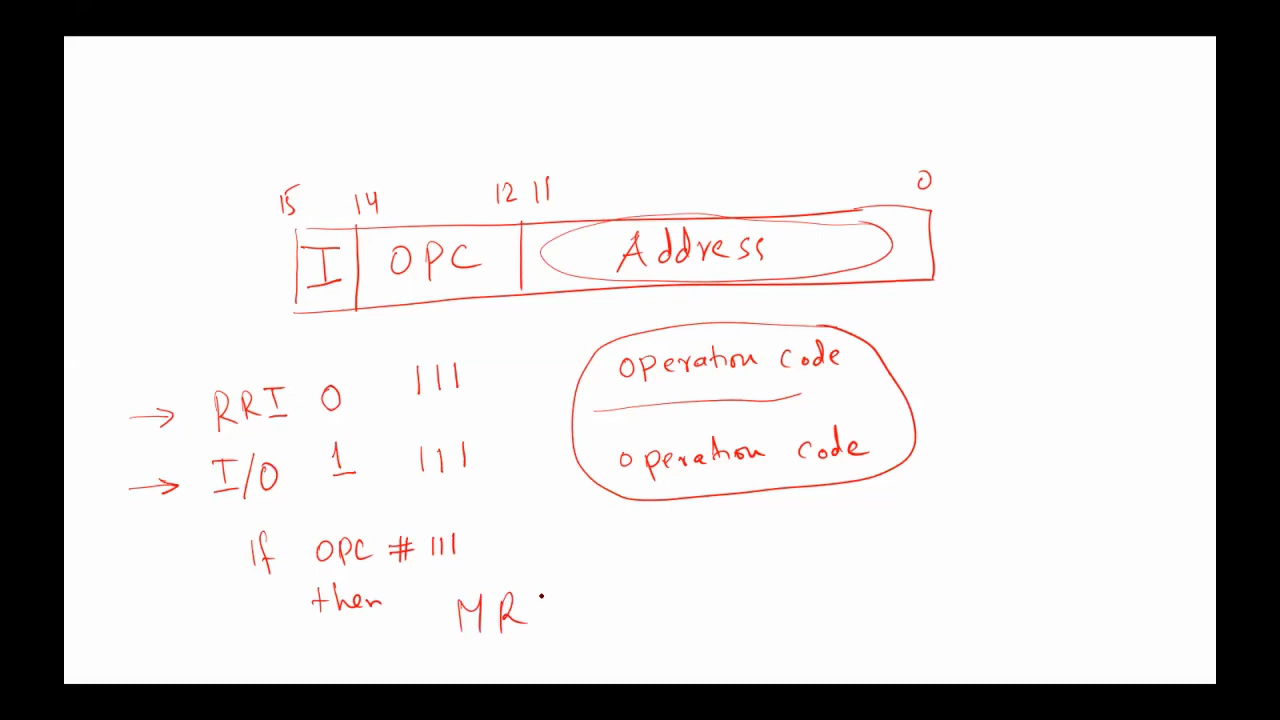 15 14 12 11 0
I OPC Address
RRI 0 111 operation code
I/O 1 111 operation code
If OPC ≠ 111
then MR